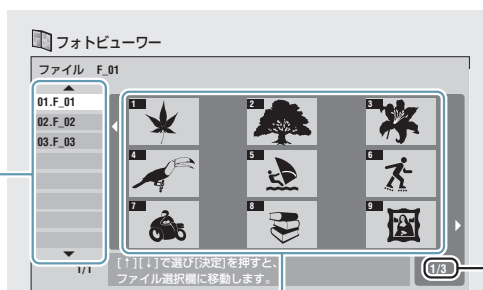 フォトビューワー
ファイル F_01
01.F_01
02.F_02
03.F_03
1/1
1
2
3
4
5
6
7
8
9
[↑][↓]で選び[決定]を押すと、
ファイル選択欄に移動します。
1/3